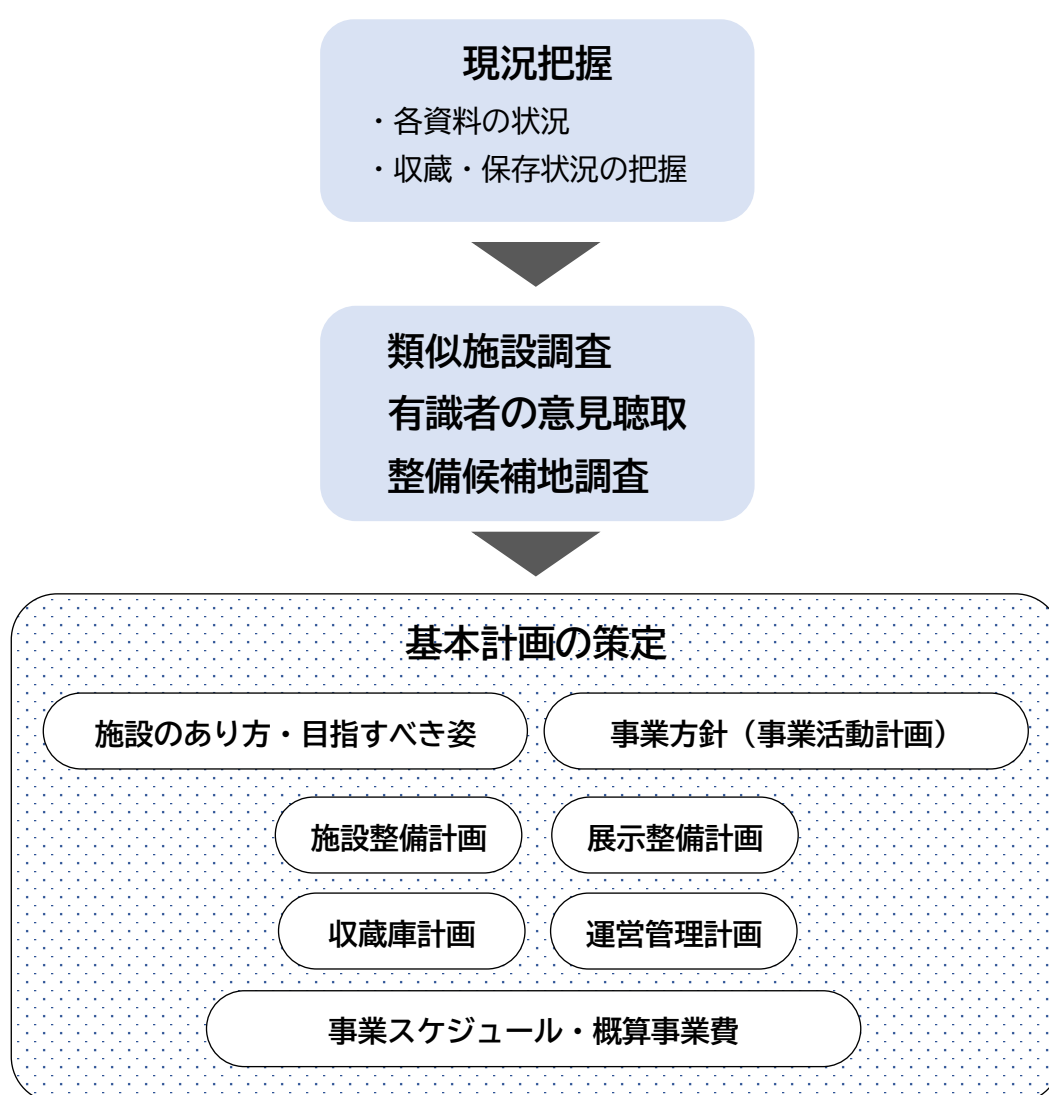 現況把握
・各資料の状況
・収蔵・保存状況の把握
類似施設調査
有識者の意見聴取
整備候補地調査
基本計画の策定
施設のあり方・目指すべき姿
事業方針（事業活動計画）
施設整備計画
展示整備計画
収蔵庫計画
運営管理計画
事業スケジュール・概算事業費